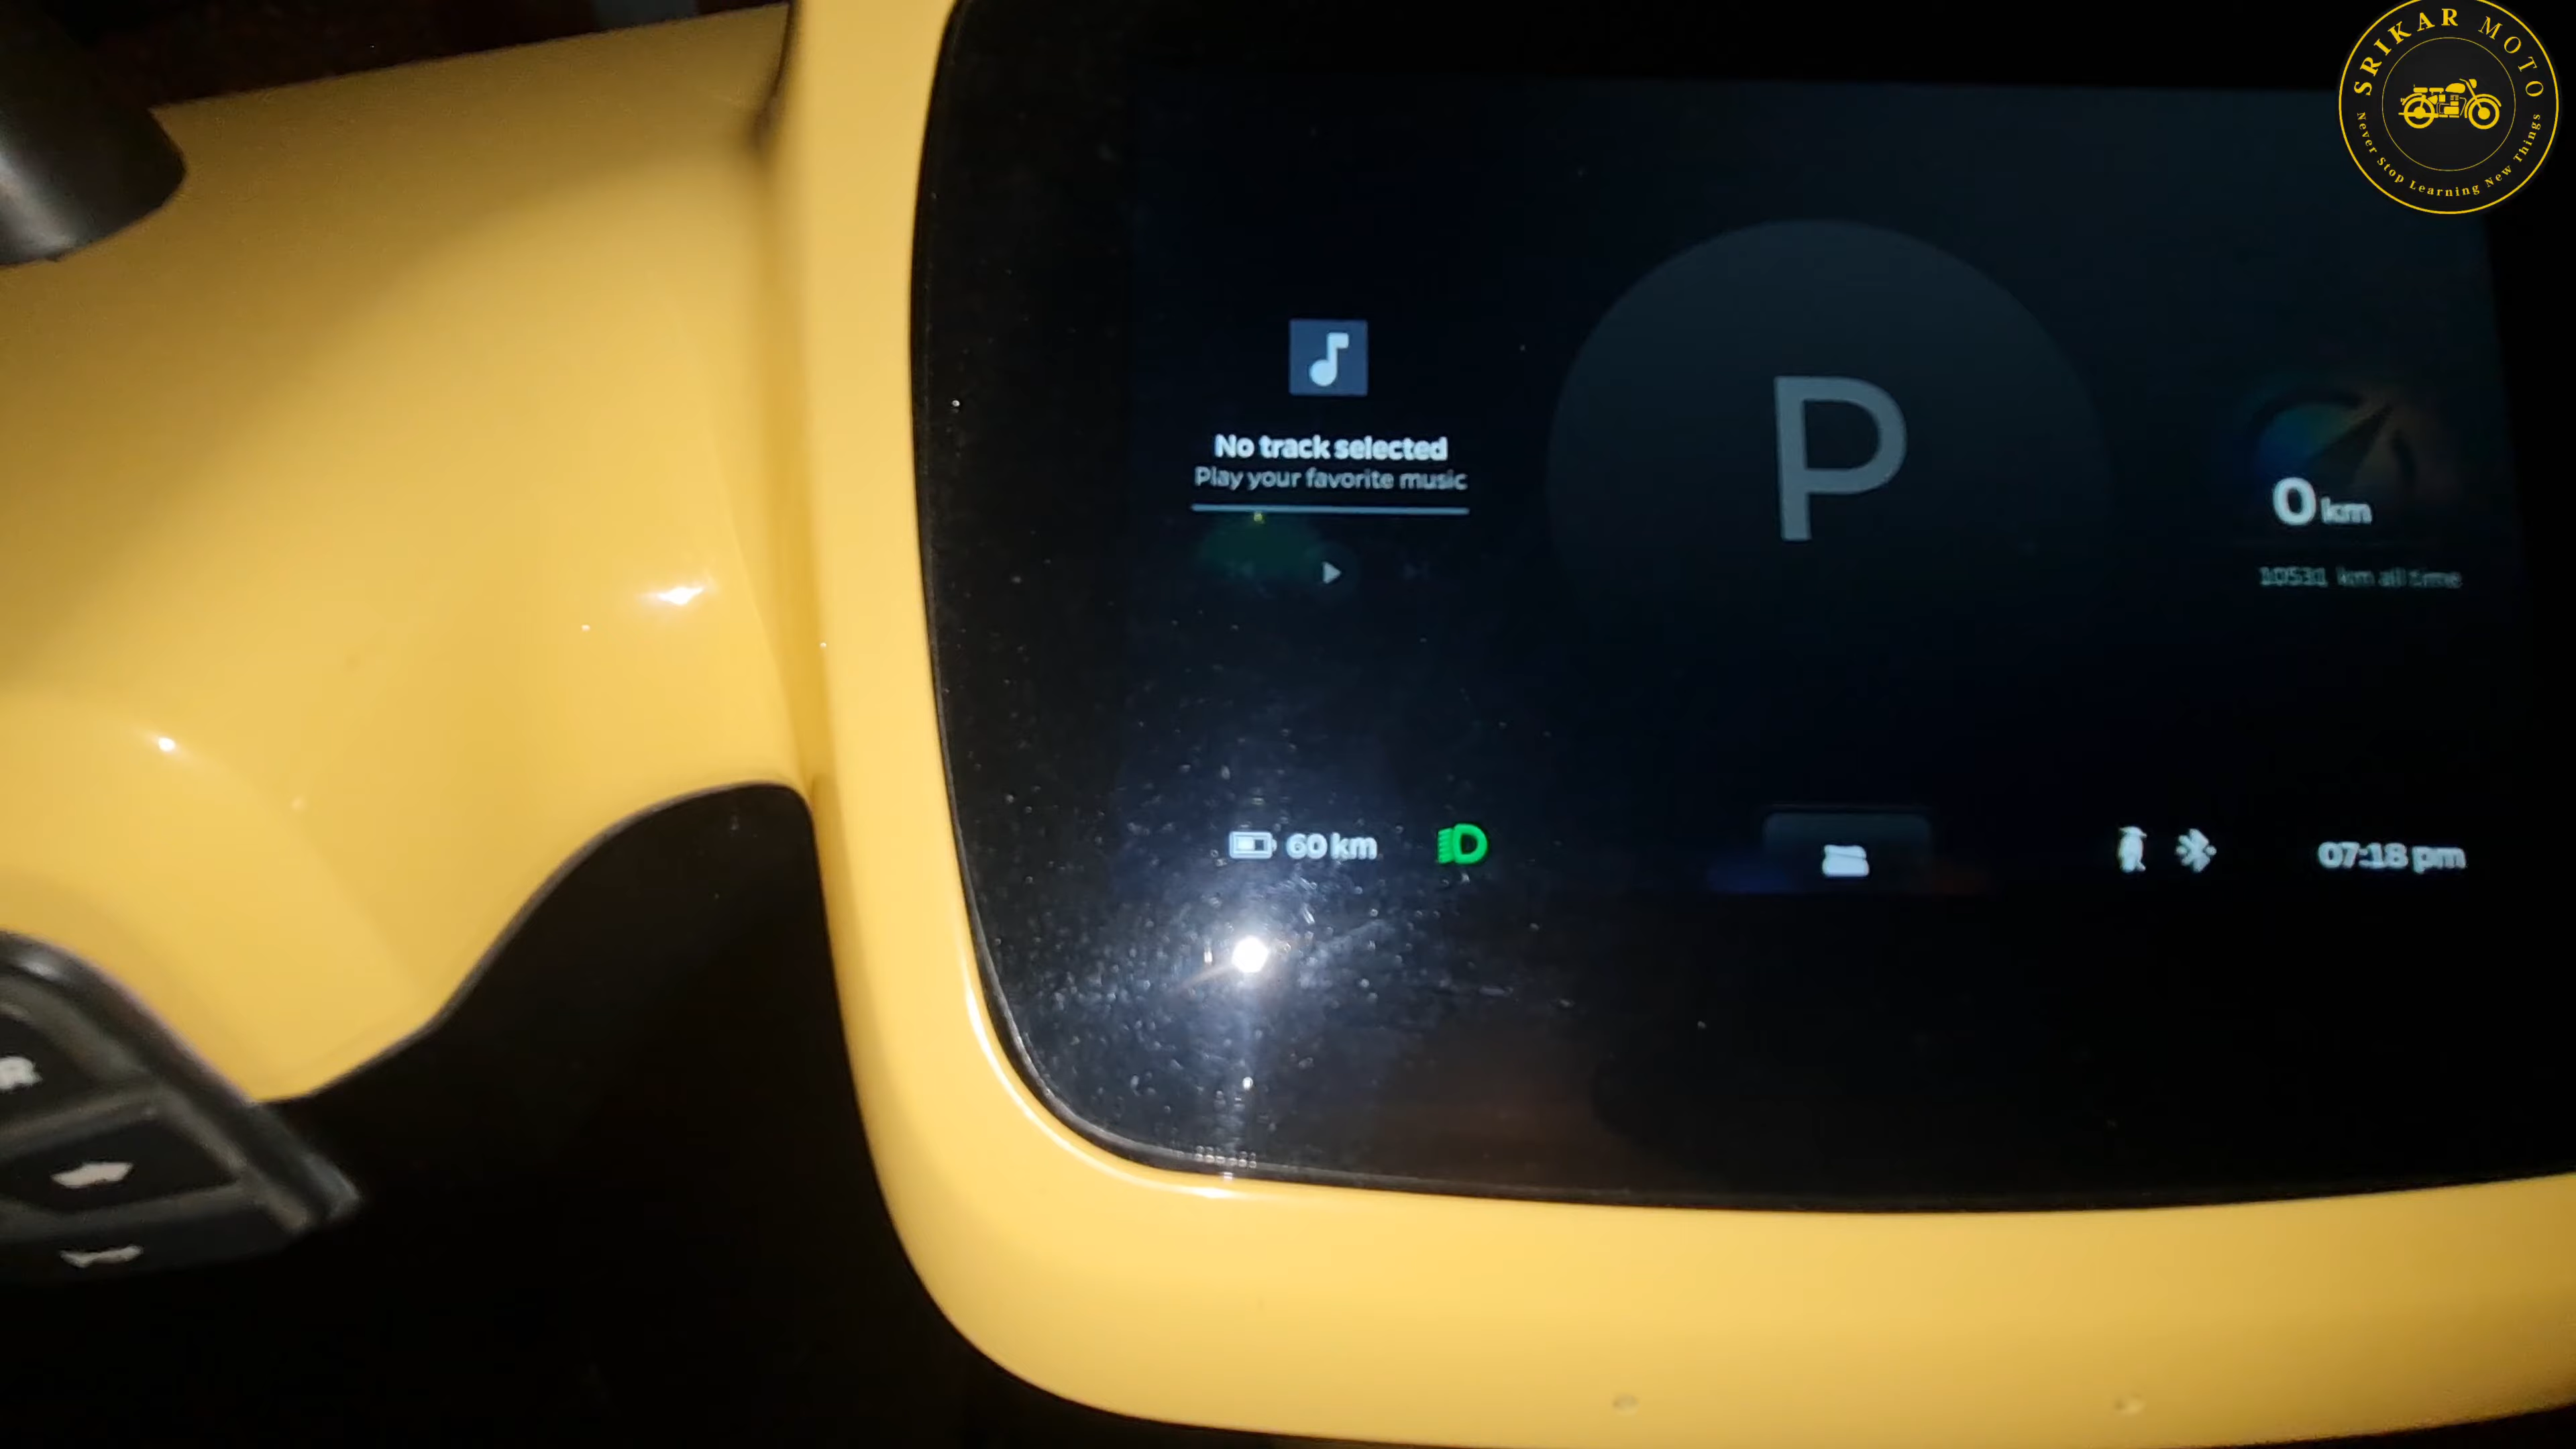 SRIKAR MOTO
Never Stop Learning New Things
No track selected
Play your favorite music
P
0 km
10531 km all time
60 km
07:18 pm
R